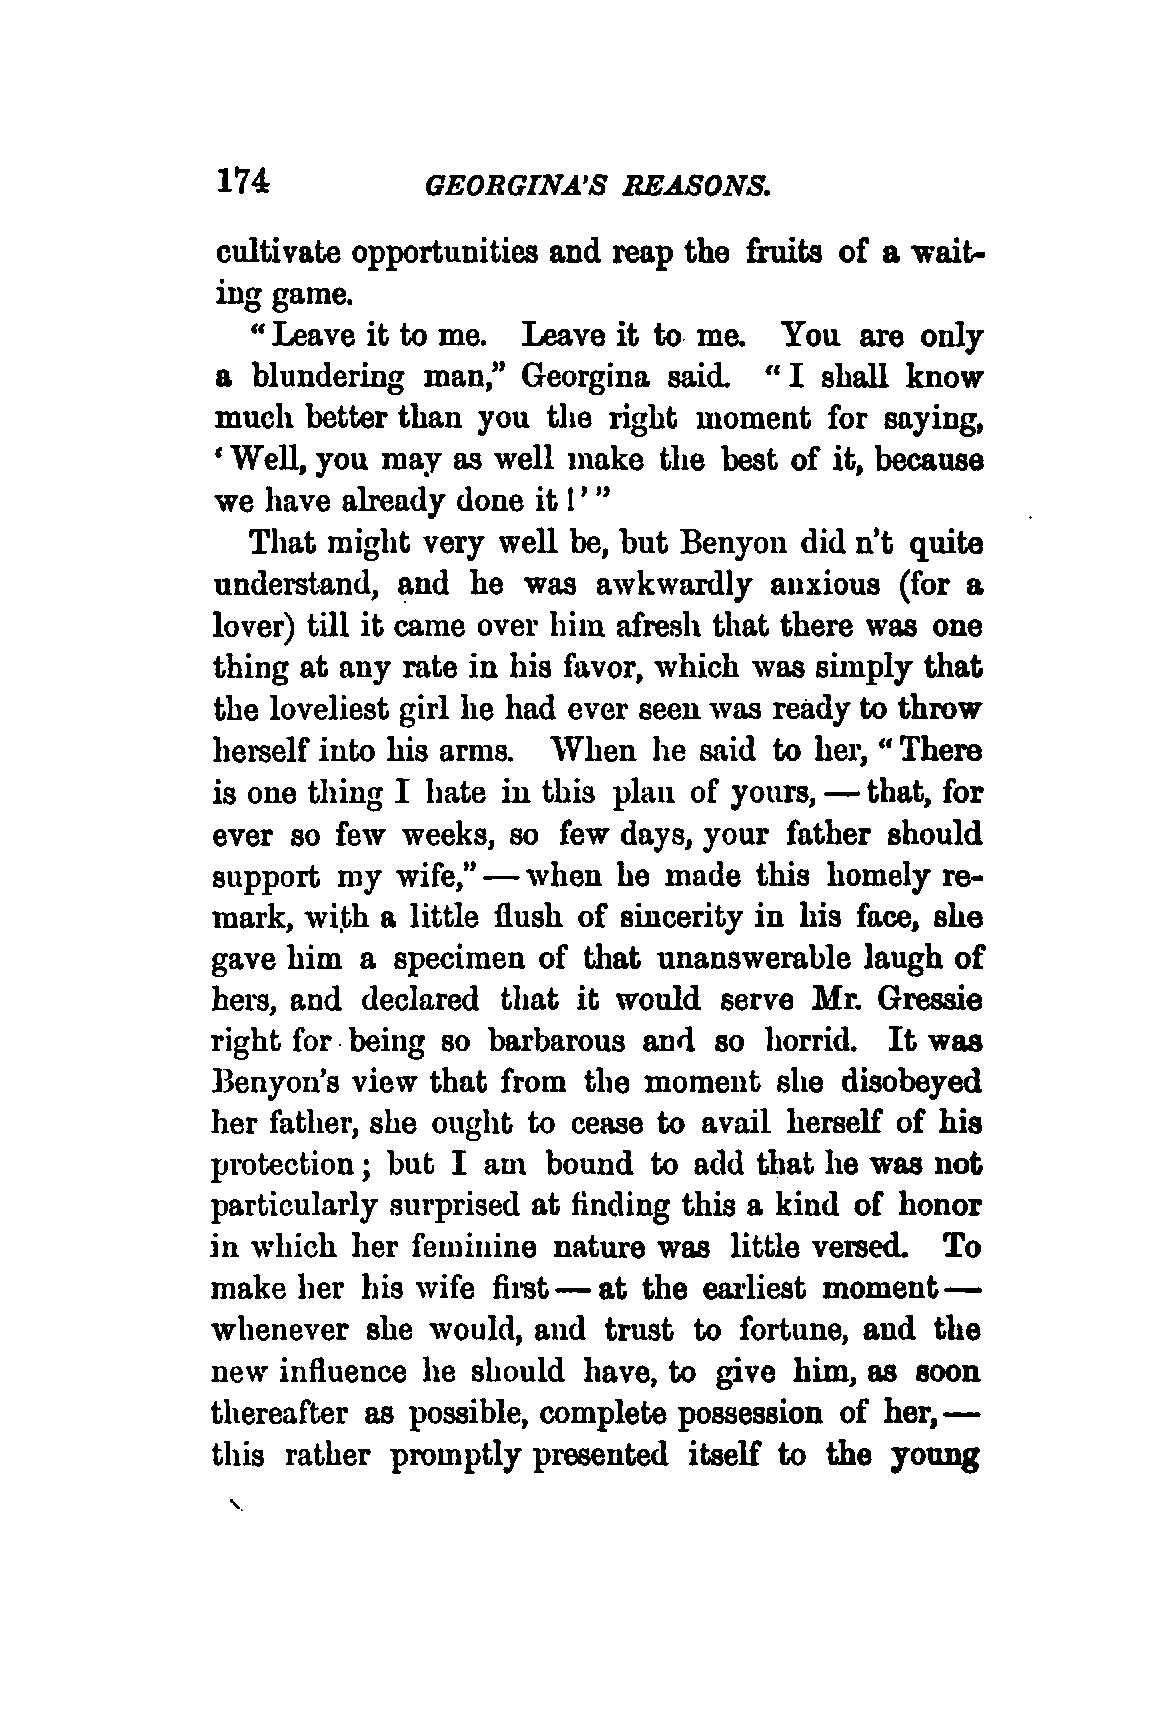 174 GEORGINA'S REASONS.
cultivate opportunities and reap the fruits of a wait-
ing game.
"Leave it to me. Leave it to me. You are only
a blundering man," Georgina said. "I shall know
much better than you the right moment for saying,
'Well, you may as well make the best of it, because
we have already done it!'"
That might very well be, but Benyon did n't quite
understand, and he was awkwardly anxious (for a
lover) till it came over him afresh that there was one
thing at any rate in his favor, which was simply that
the loveliest girl he had ever seen was ready to throw
herself into his arms. When he said to her, "There
is one thing I hate in this plan of yours, — that, for
ever so few weeks, so few days, your father should
support my wife," — when he made this homely re-
mark, with a little flush of sincerity in his face, she
gave him a specimen of that unanswerable laugh of
hers, and declared that it would serve Mr. Gressie
right for being so barbarous and so horrid. It was
Benyon's view that from the moment she disobeyed
her father, she ought to cease to avail herself of his
protection; but I am bound to add that he was not
particularly surprised at finding this a kind of honor
in which her feminine nature was little versed. To
make her his wife first — at the earliest moment —
whenever she would, and trust to fortune, and the
new influence he should have, to give him, as soon
thereafter as possible, complete possession of her, —
this rather promptly presented itself to the young